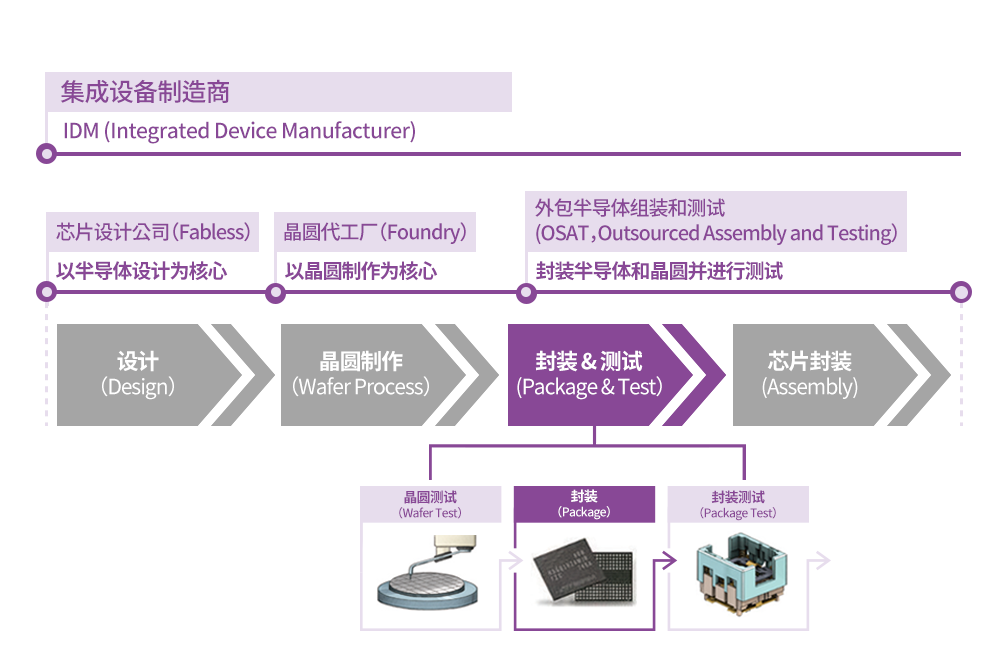 集成设备制造商
IDM (Integrated Device Manufacturer)
芯片设计公司(Fabless)
以半导体设计为核心
晶圆代工厂(Foundry)
以晶圆制作为核心
外包半导体组装和测试
(OSAT,Outsourced Assembly and Testing)
封装半导体和晶圆并进行测试
设计
(Design)
晶圆制作
(Wafer Process)
封装 & 测试
(Package & Test)
芯片封装
(Assembly)
晶圆测试
(Wafer Test)
封装
(Package)
封装测试
(Package Test)